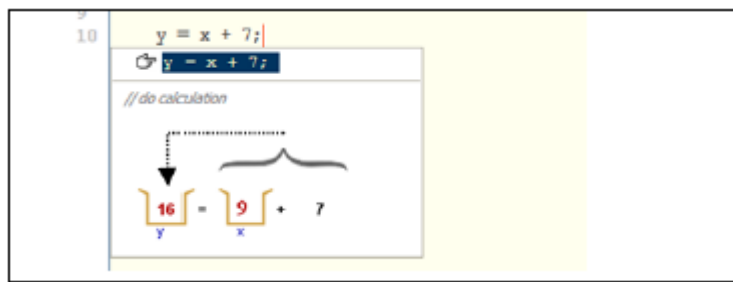 9
10 y = x + 7;
y = x + 7;
// do calculation
16 = 9 + 7
y x